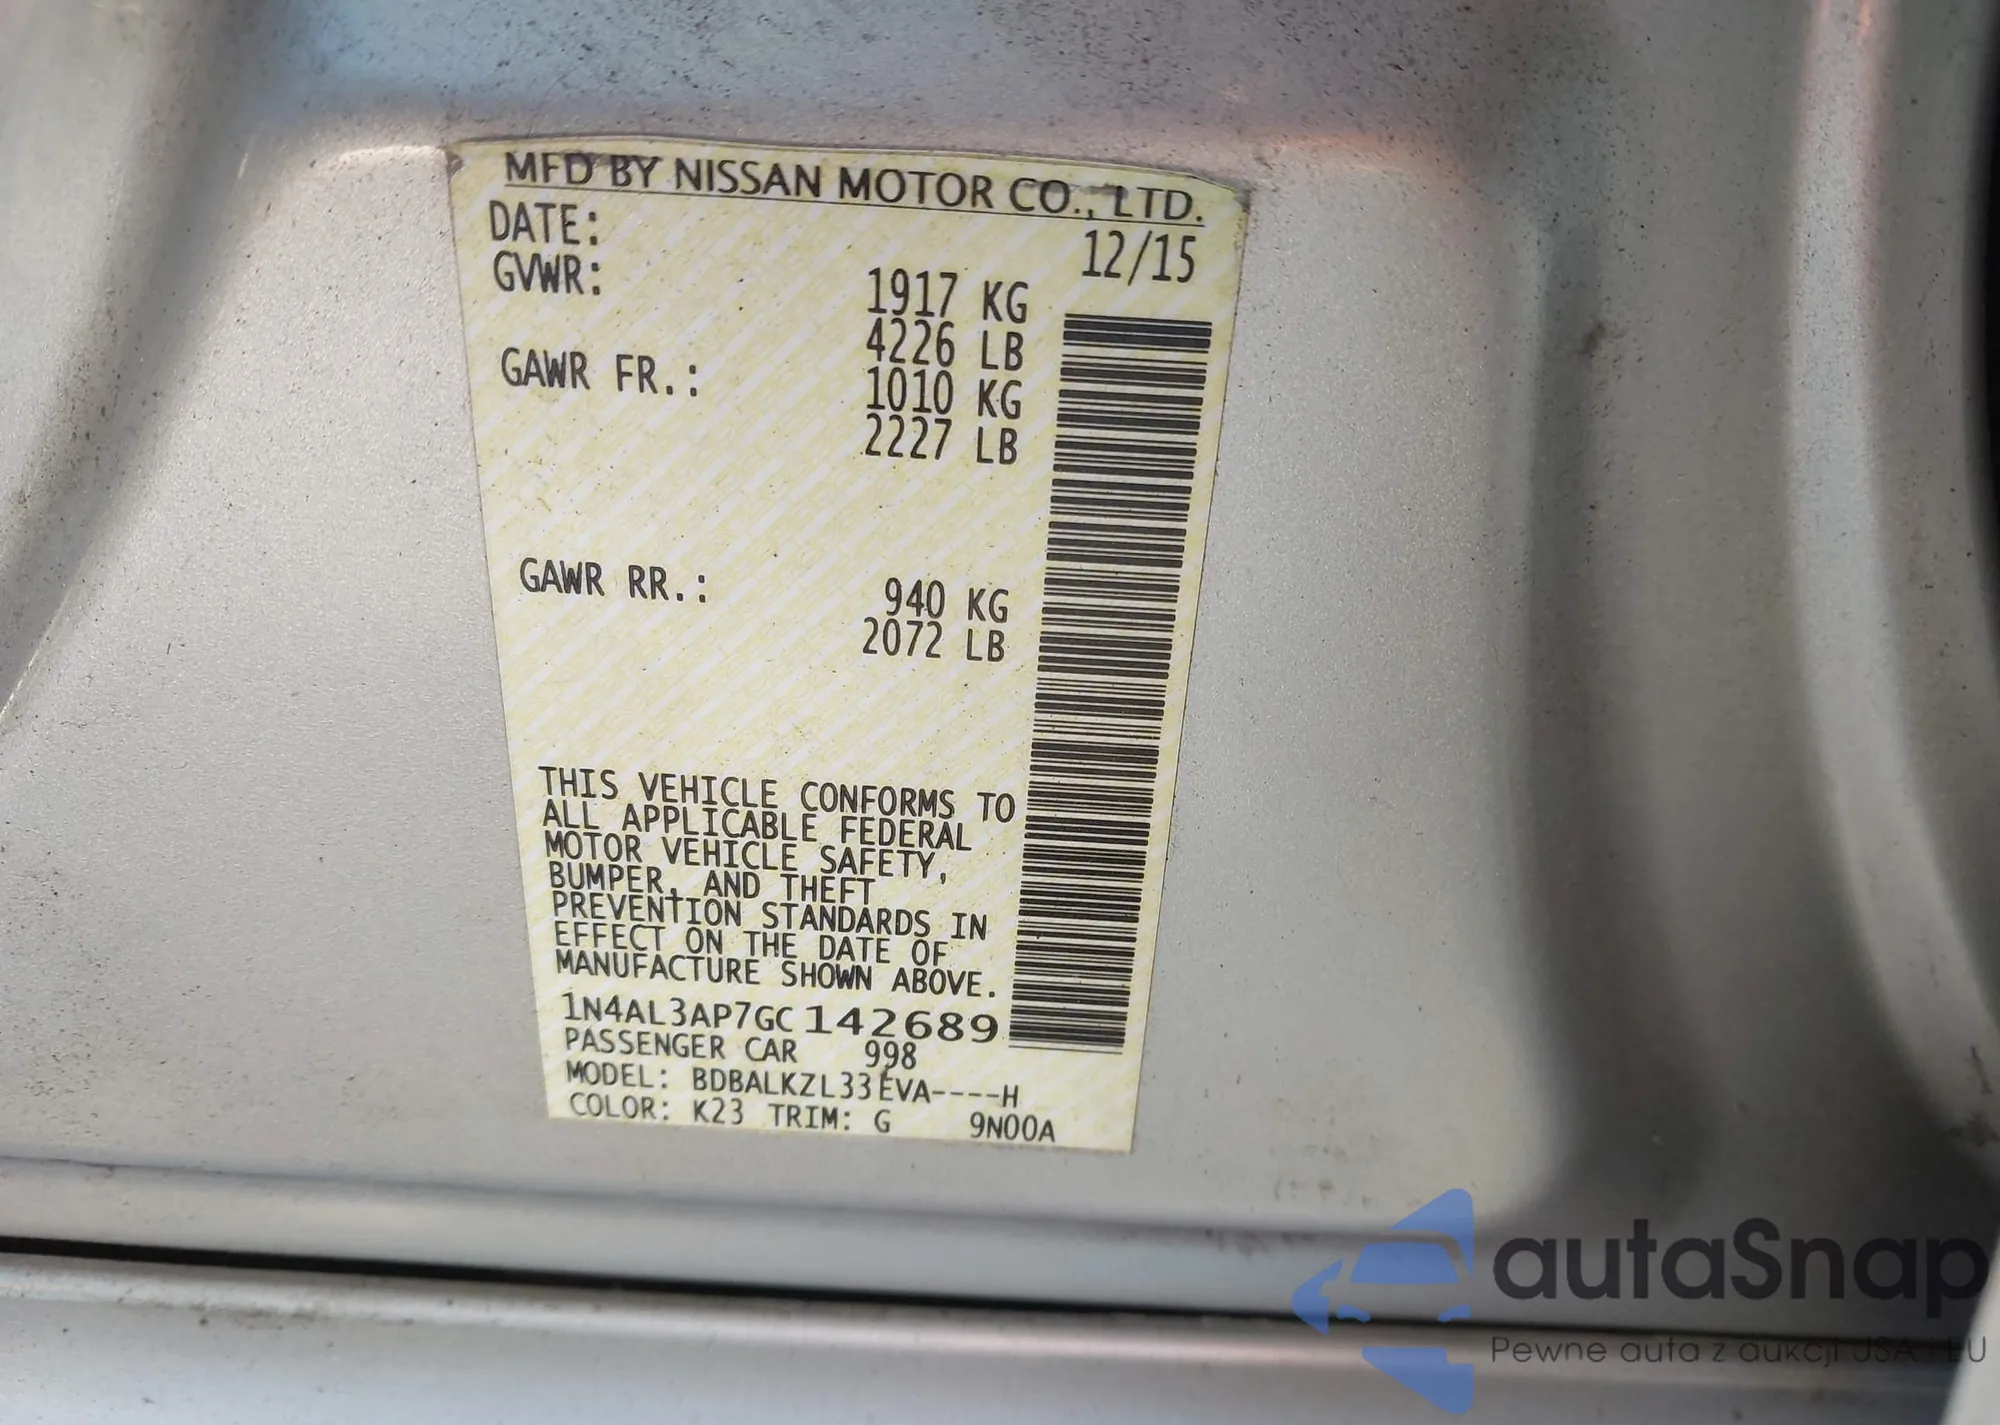 MFD BY NISSAN MOTOR CO., LTD.
DATE: 12/15
GVWR: 1917 KG
4226 LB
GAWR FR.: 1010 KG
2227 LB
GAWR RR.: 940 KG
2072 LB
THIS VEHICLE CONFORMS TO
ALL APPLICABLE FEDERAL
MOTOR VEHICLE SAFETY,
BUMPER, AND THEFT
PREVENTION STANDARDS IN
EFFECT ON THE DATE OF
MANUFACTURE SHOWN ABOVE.
1N4AL3AP7GC142689
PASSENGER CAR 998
MODEL: BDBALKZL33EVA----H
COLOR: K23 TRIM: G 9N00A
autaSnap
Pewne auta z aukcji USA i EU